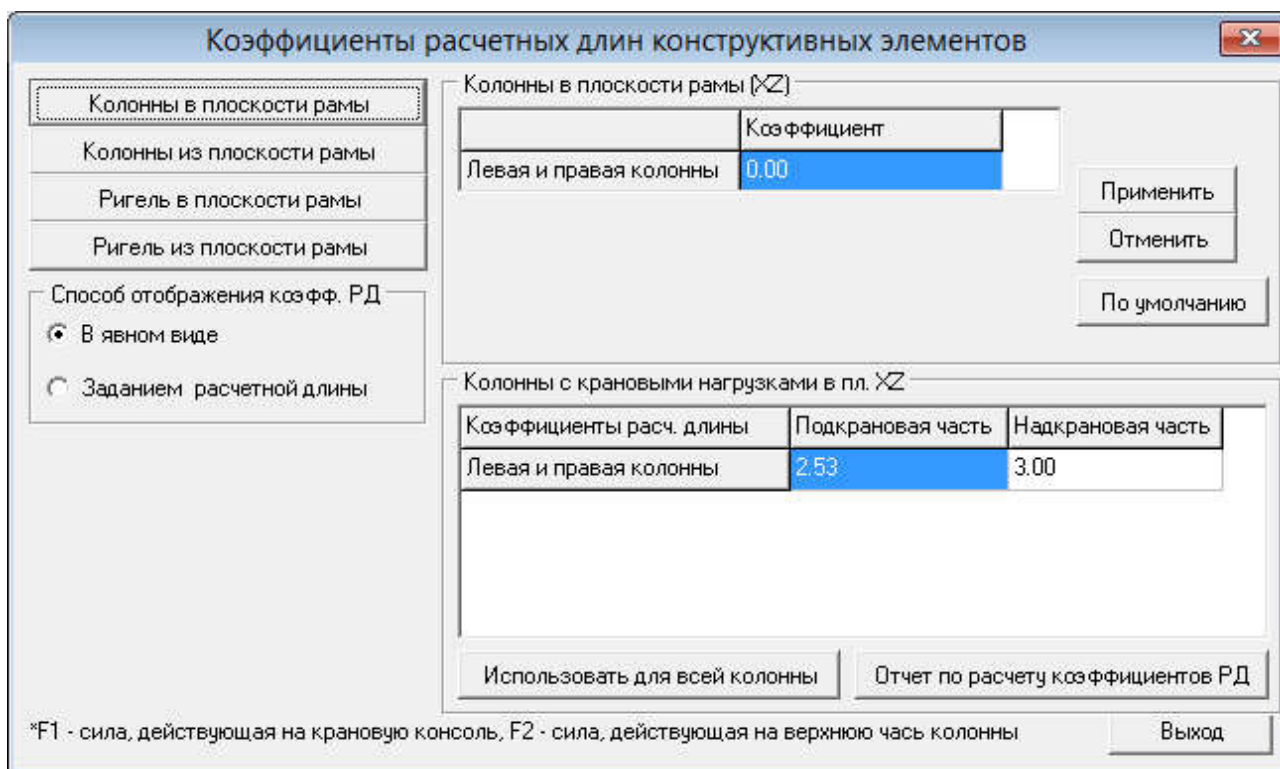 Коэффициенты расчетных длин конструктивных элементов
Колонны в плоскости рамы
Колонны из плоскости рамы
Ригель в плоскости рамы
Ригель из плоскости рамы
Способ отображения коэфф. РД
В явном виде
Заданием расчетной длины
Колонны в плоскости рамы (XZ)
Коэффициент
Левая и правая колонны 0.00
Применить
Отменить
По умолчанию
Колонны с крановыми нагрузками в пл. XZ
Коэффициенты расч. длины Подкрановая часть Надкрановая часть
Левая и правая колонны 2.53 3.00
Использовать для всей колонны
Отчет по расчету коэффициентов РД
*F1 - сила, действующая на крановую консоль, F2 - сила, действующая на верхнюю чась колонны
Выход